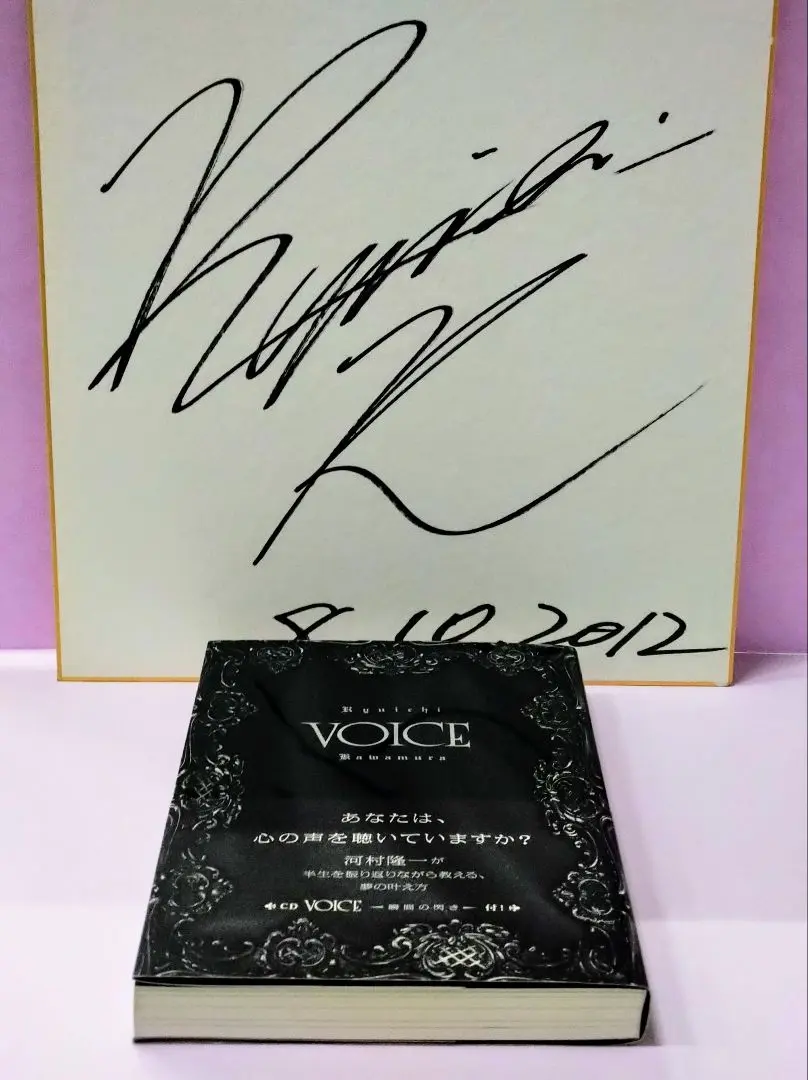 Ryuichi
K
8. 10 2012
Ryuichi
VOICE
Kawamura
あなたは、
心の声を聴いていますか?
河村隆一が
半生を振り返りながら教える、
夢の叶え方
CD VOICE ー瞬間の閃きー 付!